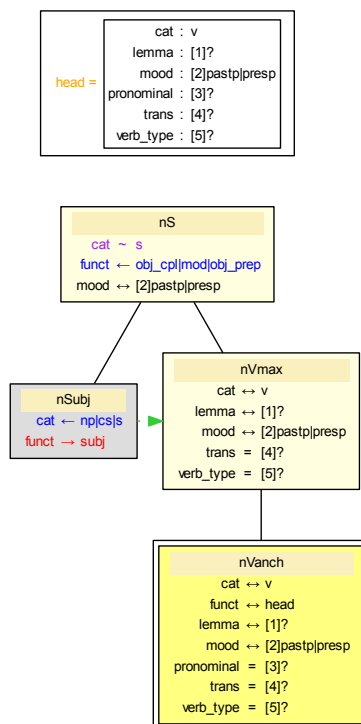 head =
cat : v
lemma : [1]?
mood : [2]pastp|presp
pronominal : [3]?
trans : [4]?
verb_type : [5]?
nS
cat ~ s
funct ← obj_cpl|mod|obj_prep
mood ↔ [2]pastp|presp
nSubj
cat ← np|cs|s
funct → subj
nVmax
cat ↔ v
lemma ↔ [1]?
mood ↔ [2]pastp|presp
trans = [4]?
verb_type = [5]?
nVanch
cat ↔ v
funct ↔ head
lemma ↔ [1]?
mood ↔ [2]pastp|presp
pronominal = [3]?
trans = [4]?
verb_type = [5]?